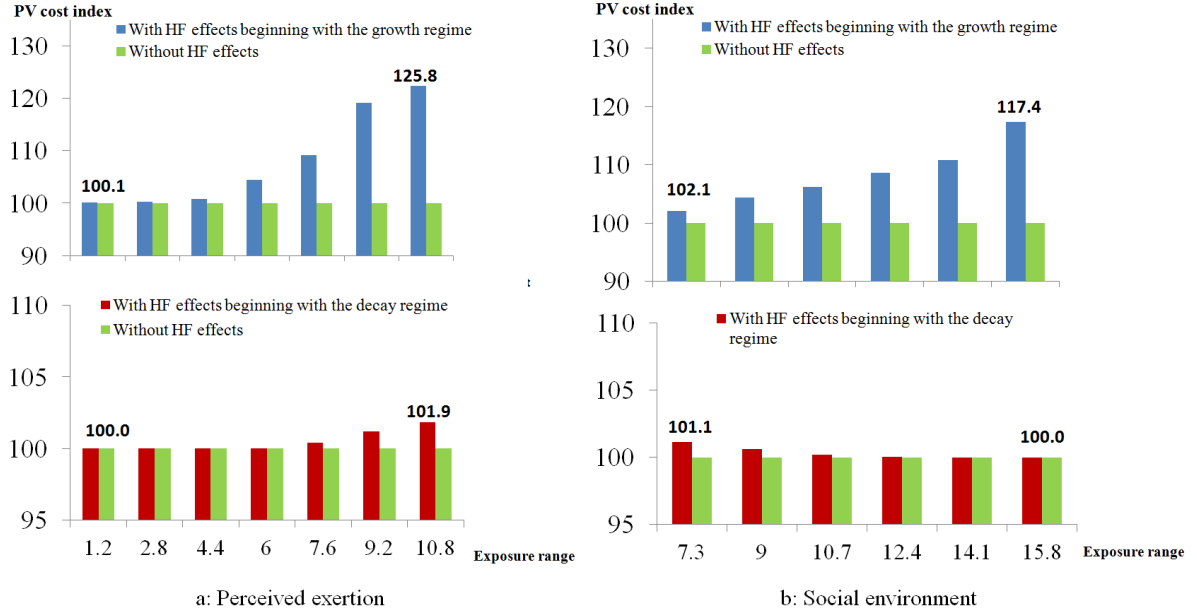 PV cost index
With HF effects beginning with the growth regime
Without HF effects
130
120
110
100
90
125.8
100.1
With HF effects beginning with the decay regime
Without HF effects
110
105
100
95
100.0
101.9
1.2 2.8 4.4 6 7.6 9.2 10.8 Exposure range
a: Perceived exertion
PV cost index
With HF effects beginning with the growth regime
Without HF effects
130
120
110
100
90
117.4
102.1
With HF effects beginning with the decay
regime
110
105
100
95
101.1
100.0
7.3 9 10.7 12.4 14.1 15.8 Exposure range
b: Social environment